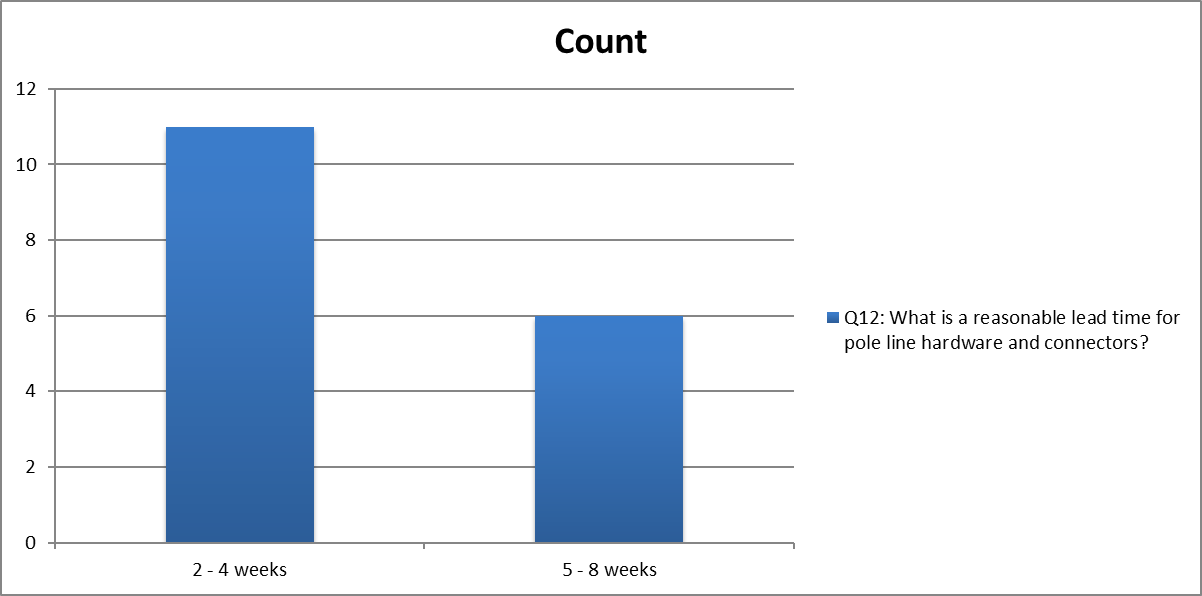 Count
12
10
8
6
4
2
0
2 - 4 weeks
5 - 8 weeks
Q12: What is a reasonable lead time for
pole line hardware and connectors?